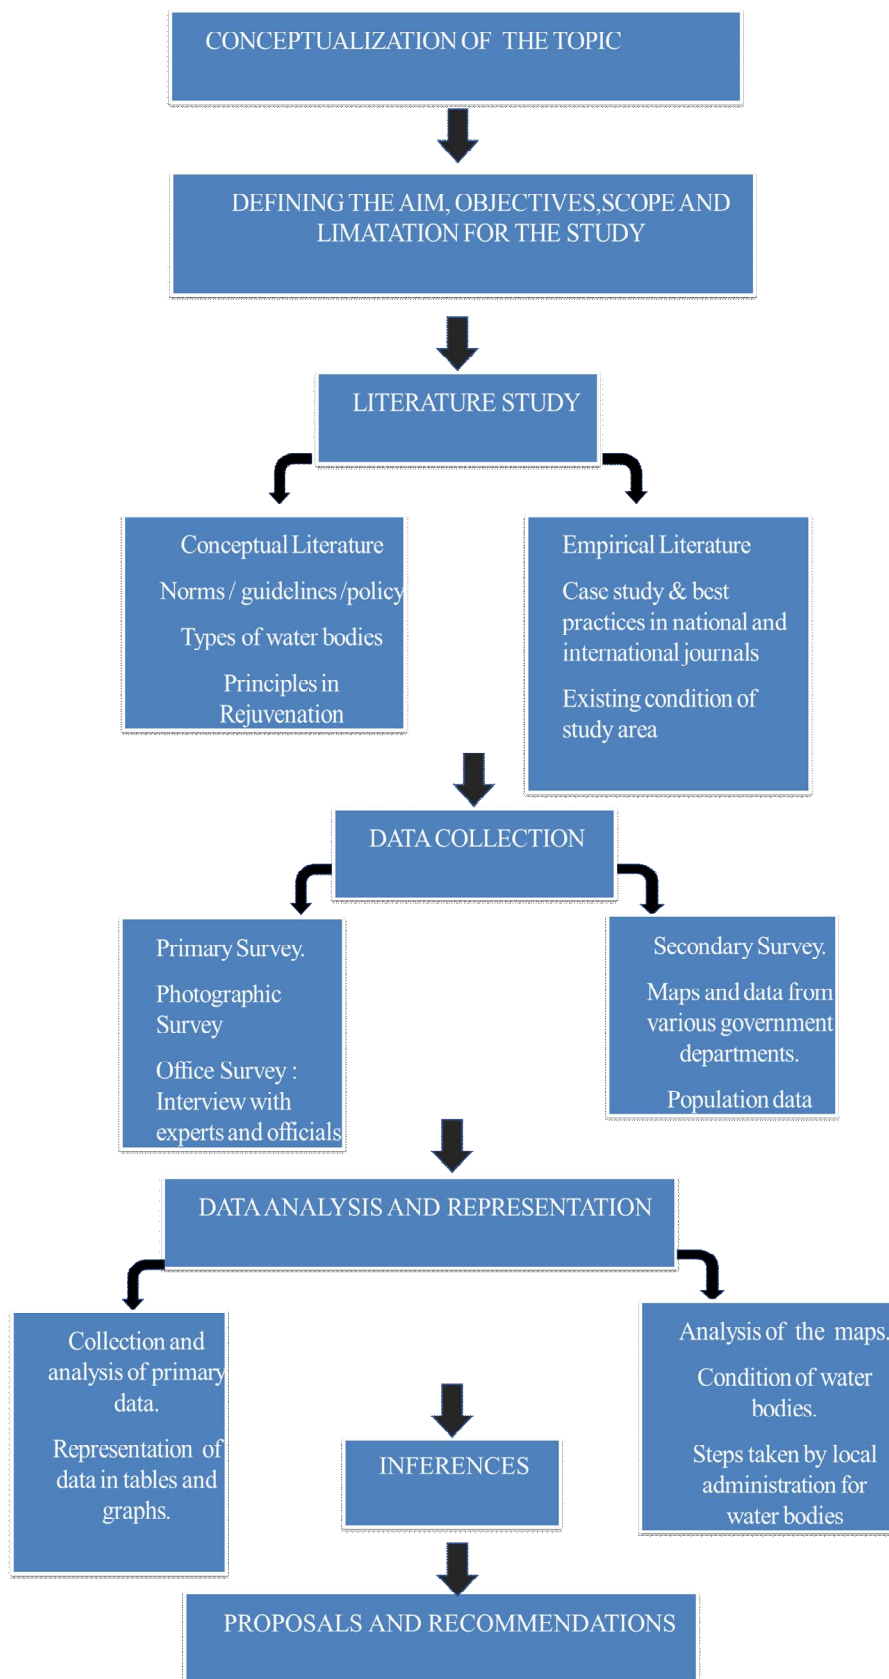 CONCEPTUALIZATION OF THE TOPIC
DEFINING THE AIM, OBJECTIVES,SCOPE AND
LIMATATION FOR THE STUDY
LITERATURE STUDY
Conceptual Literature
Norms / guidelines /policy
Types of water bodies
Principles in
Rejuvenation
Empirical Literature
Case study & best
practices in national and
international journals
Existing condition of
study area
DATA COLLECTION
Primary Survey.
Photographic
Survey
Office Survey :
Interview with
experts and officials
Secondary Survey.
Maps and data from
various government
departments.
Population data
DATA ANALYSIS AND REPRESENTATION
Collection and
analysis of primary
data.
Representation of
data in tables and
graphs.
Analysis of the maps.
Condition of water
bodies.
Steps taken by local
administration for
water bodies
INFERENCES
PROPOSALS AND RECOMMENDATIONS